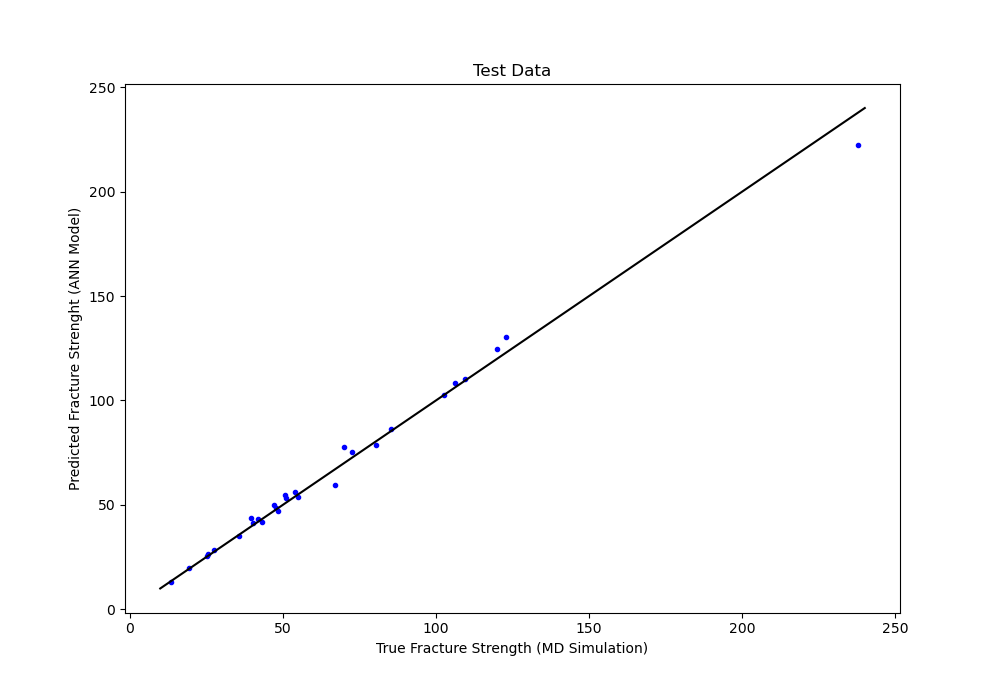 Test Data
250
200
150
100
50
0
Predicted Fracture Strenght (ANN Model)
0 50 100 150 200 250
True Fracture Strength (MD Simulation)